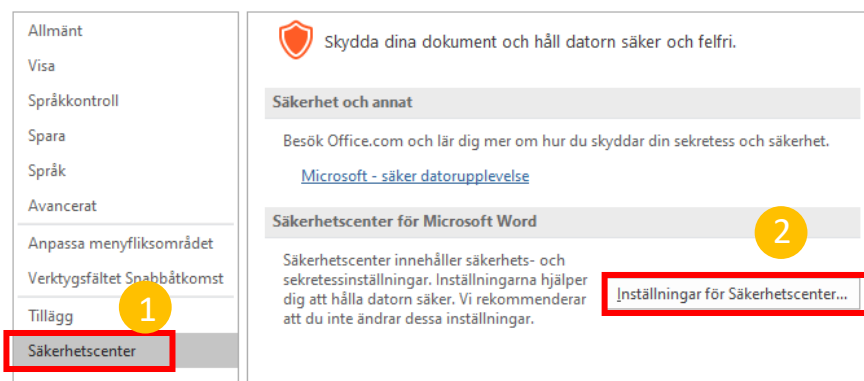 Allmänt
Visa
Språkkontroll
Spara
Språk
Avancerat
Anpassa menyfliksområdet
Verktygsfältet Snabbåtkomst
Tillägg
1
Säkerhetscenter
Skydda dina dokument och håll datorn säker och felfri.
Säkerhet och annat
Besök Office.com och lär dig mer om hur du skyddar din sekretess och säkerhet.
Microsoft - säker datorupplevelse
Säkerhetscenter för Microsoft Word
2
Säkerhetscenter innehåller säkerhets- och
sekretessinställningar. Inställningarna hjälper
dig att hålla datorn säker. Vi rekommenderar
att du inte ändrar dessa inställningar.
Inställningar för Säkerhetscenter...